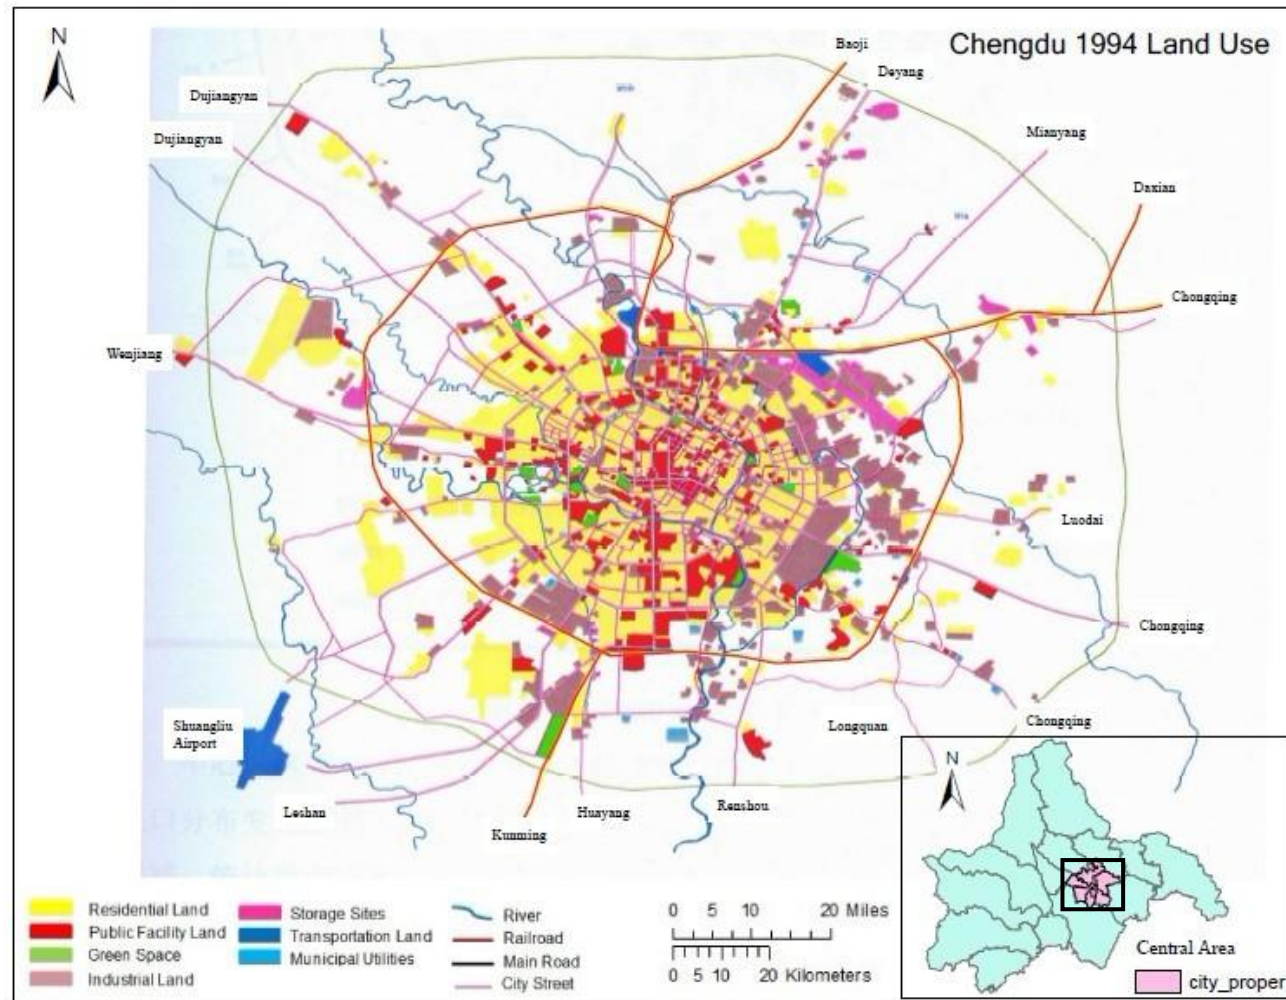 N
Chengdu 1994 Land Use
Baoji
Deyang
Dujiangyan
Dujiangyan
Mianyang
Daxian
Chongqing
Wenjiang
Luodai
Chongqing
Chongqing
Longquan
Shuangliu
Airport
Leshan
Kunming
Huayang
Renshou
Residential Land
Public Facility Land
Green Space
Industrial Land
Storage Sites
Transportation Land
Municipal Utilities
River
Railroad
Main Road
City Street
0 5 10 20 Miles
0 5 10 20 Kilometers
N
Central Area
city_proper